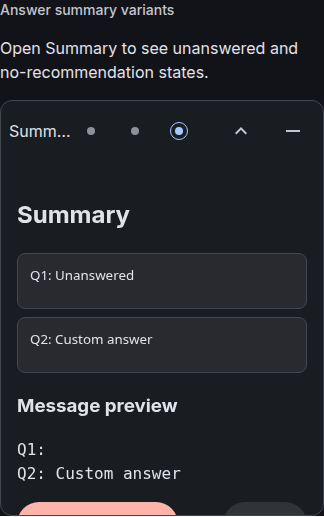 Answer summary variants
Open Summary to see unanswered and
no-recommendation states.
Summ...
Summary
Q1: Unanswered
Q2: Custom answer
Message preview
Q1:
Q2: Custom answer